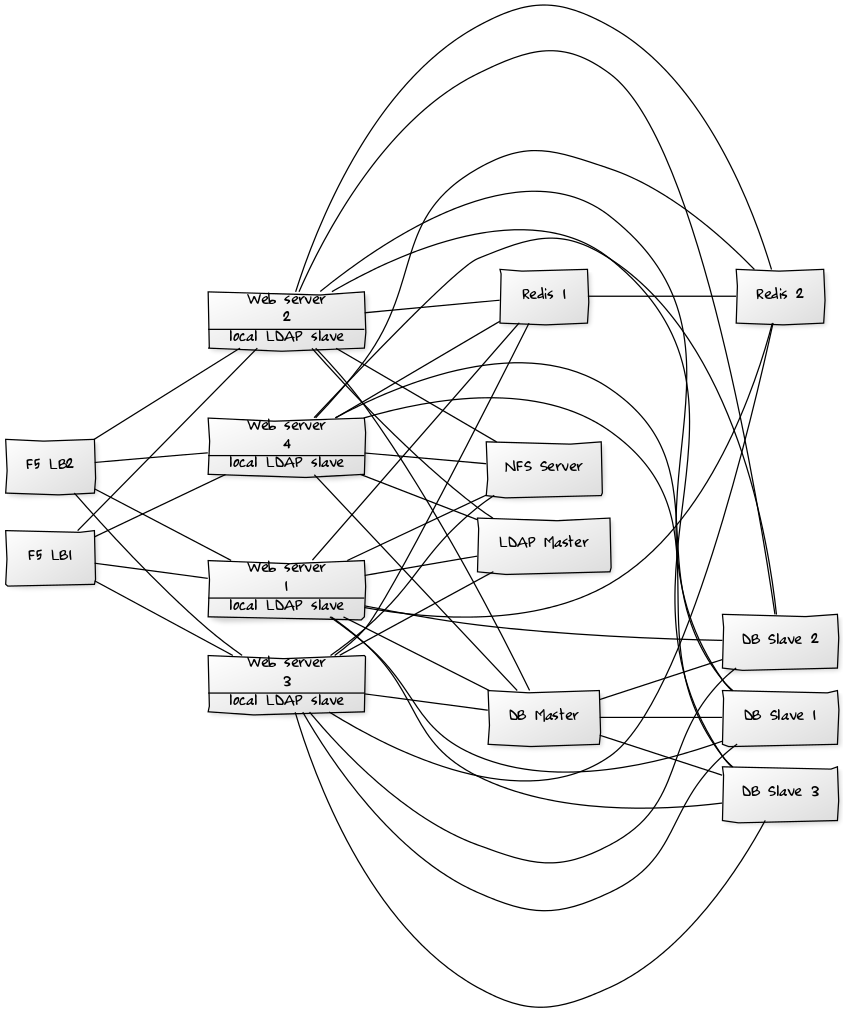 Web server
2
local LDAP slave
Redis 1
Redis 2
Web server
4
local LDAP slave
F5 LB2
NFS Server
F5 LB1
LDAP Master
Web server
1
local LDAP slave
DB Slave 2
Web server
3
local LDAP slave
DB Master
DB Slave 1
DB Slave 3